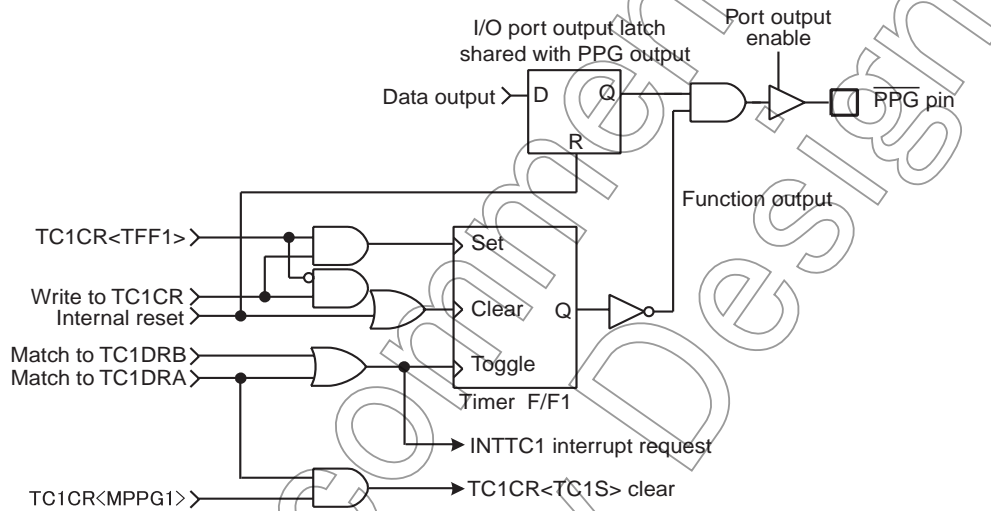 I/O port output latch
shared with PPG output
Port output
enable
Data output
D
Q
R
PPG pin
Function output
TC1CR<TFF1>
Set
Write to TC1CR
Internal reset
Clear
Q
Match to TC1DRB
Match to TC1DRA
Toggle
Timer F/F1
INTTC1 interrupt request
TC1CR<MPPG1>
TC1CR<TC1S> clear